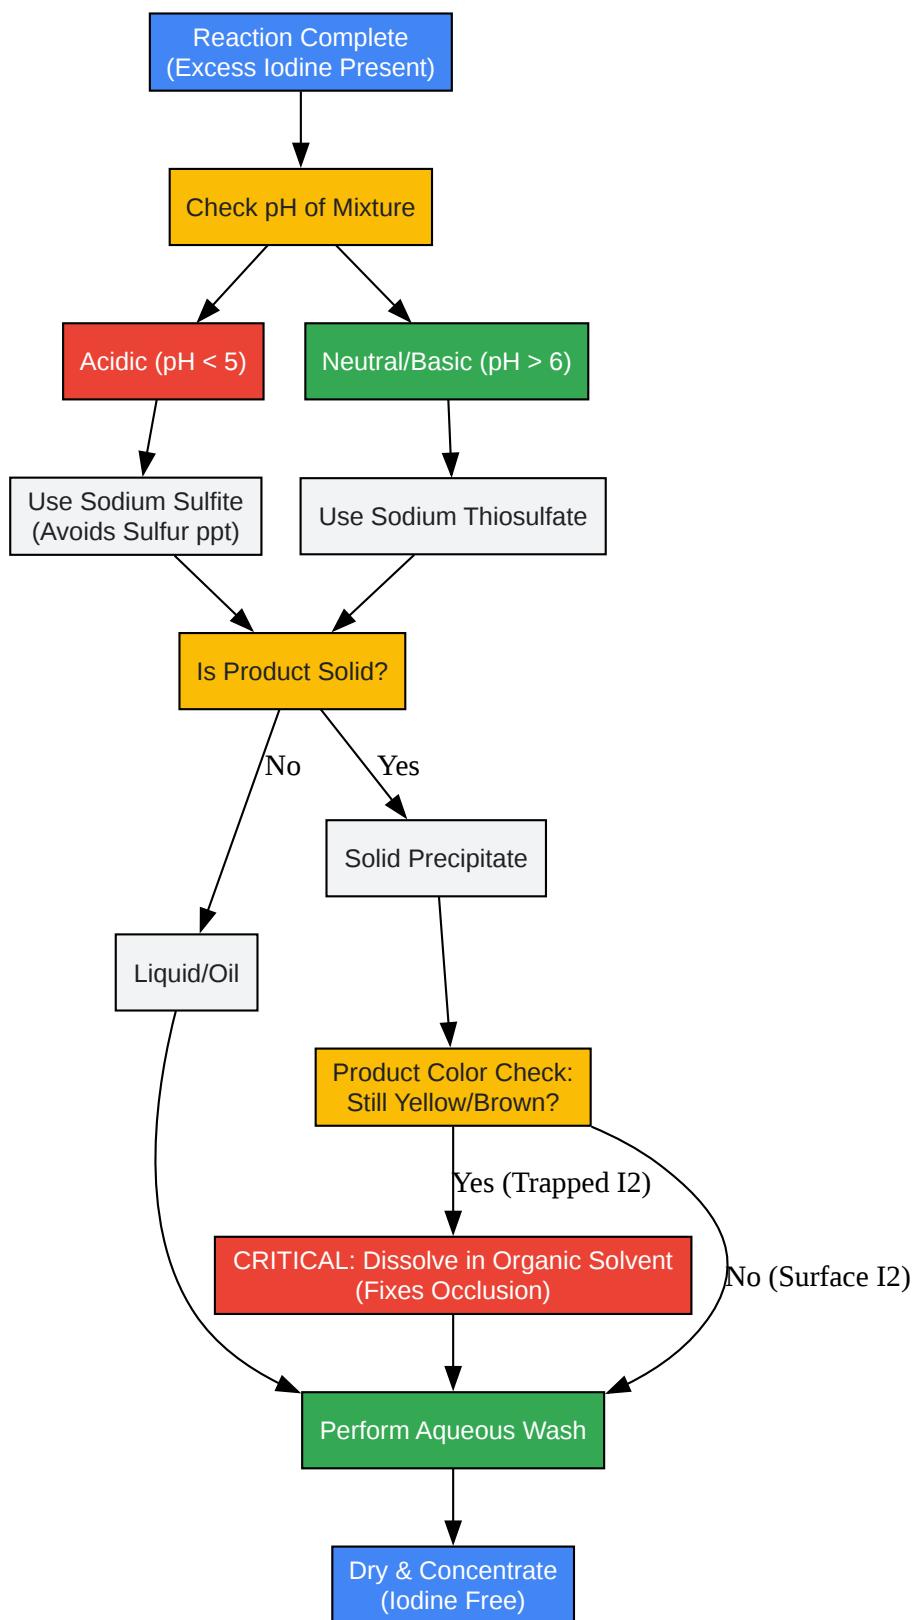 Reaction Complete
(Excess Iodine Present)
Check pH of Mixture
Acidic (pH < 5)
Neutral/Basic (pH > 6)
Use Sodium Sulfite
(Avoids Sulfur ppt)
Use Sodium Thiosulfate
Is Product Solid?
No
Yes
Solid Precipitate
Liquid/Oil
Product Color Check:
Still Yellow/Brown?
Yes (Trapped I2)
CRITICAL: Dissolve in Organic Solvent
(Fixes Occlusion)
No (Surface I2)
Perform Aqueous Wash
Dry & Concentrate
(Iodine Free)